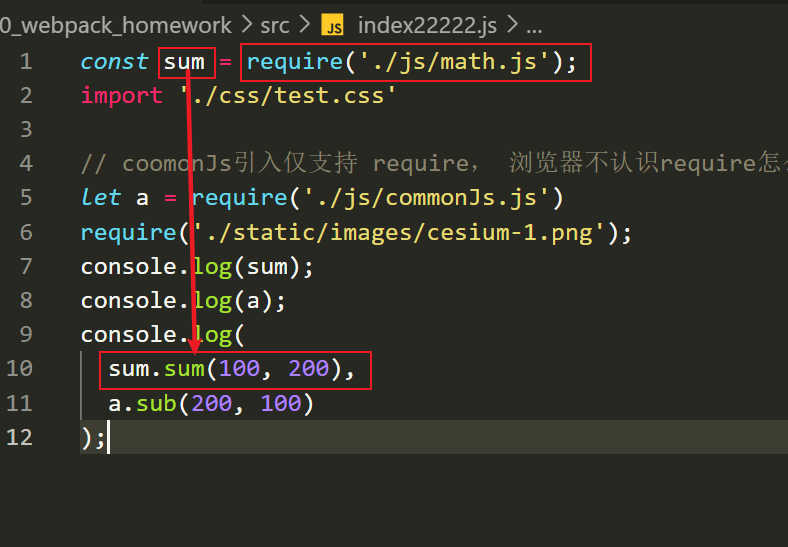 0_webpack_homework > src > JS index22222.js > ...
1 const sum = require('./js/math.js');
2 import './css/test.css'
3
4 // coomonJs引入仅支持 require， 浏览器不认识require怎
5 let a = require('./js/commonJs.js')
6 require('./static/images/cesium-1.png');
7 console.log(sum);
8 console.log(a);
9 console.log(
10 sum.sum(100, 200),
11 a.sub(200, 100)
12 );